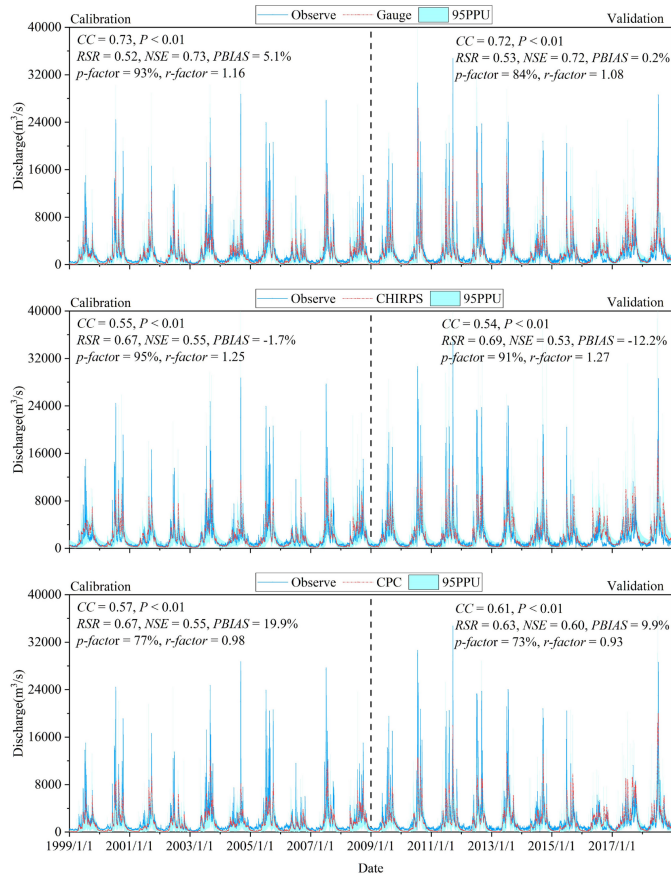 Calibration
Observe Gauge 95PPU
Validation
CC = 0.73, P < 0.01
RSR = 0.52, NSE = 0.73, PBIAS = 5.1%
p-factor = 93%, r-factor = 1.16
CC = 0.72, P < 0.01
RSR = 0.53, NSE = 0.72, PBIAS = 0.2%
p-factor = 84%, r-factor = 1.08
40000
32000
24000
16000
8000
0
Discharge(m³/s)
Calibration
Observe CHIRPS 95PPU
Validation
CC = 0.55, P < 0.01
RSR = 0.67, NSE = 0.55, PBIAS = -1.7%
p-factor = 95%, r-factor = 1.25
CC = 0.54, P < 0.01
RSR = 0.69, NSE = 0.53, PBIAS = -12.2%
p-factor = 91%, r-factor = 1.27
40000
32000
24000
16000
8000
0
Discharge(m³/s)
Calibration
Observe CPC 95PPU
Validation
CC = 0.57, P < 0.01
RSR = 0.67, NSE = 0.55, PBIAS = 19.9%
p-factor = 77%, r-factor = 0.98
CC = 0.61, P < 0.01
RSR = 0.63, NSE = 0.60, PBIAS = 9.9%
p-factor = 73%, r-factor = 0.93
40000
32000
24000
16000
8000
0
Discharge(m³/s)
1999/1/1 2001/1/1 2003/1/1 2005/1/1 2007/1/1 2009/1/1 2011/1/1 2013/1/1 2015/1/1 2017/1/1
Date